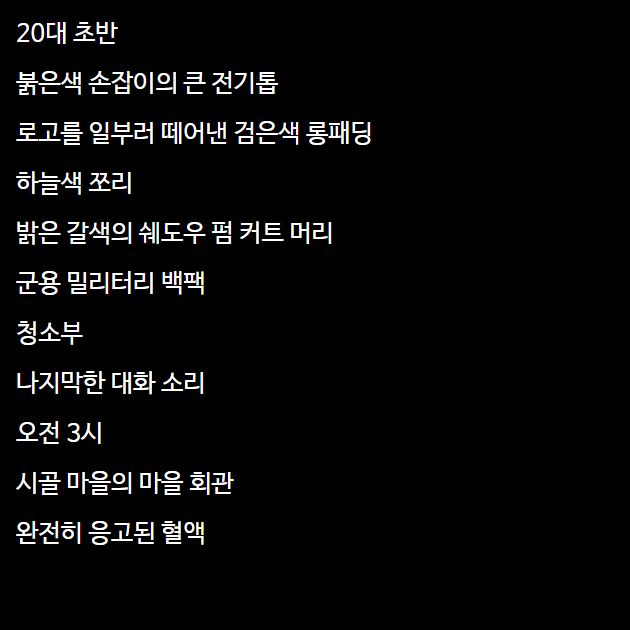 20대 초반
붉은색 손잡이의 큰 전기톱
로고를 일부러 떼어낸 검은색 롱패딩
하늘색 쪼리
밝은 갈색의 쉐도우 펌 커트 머리
군용 밀리터리 백팩
청소부
나지막한 대화 소리
오전 3시
시골 마을의 마을 회관
완전히 응고된 혈액